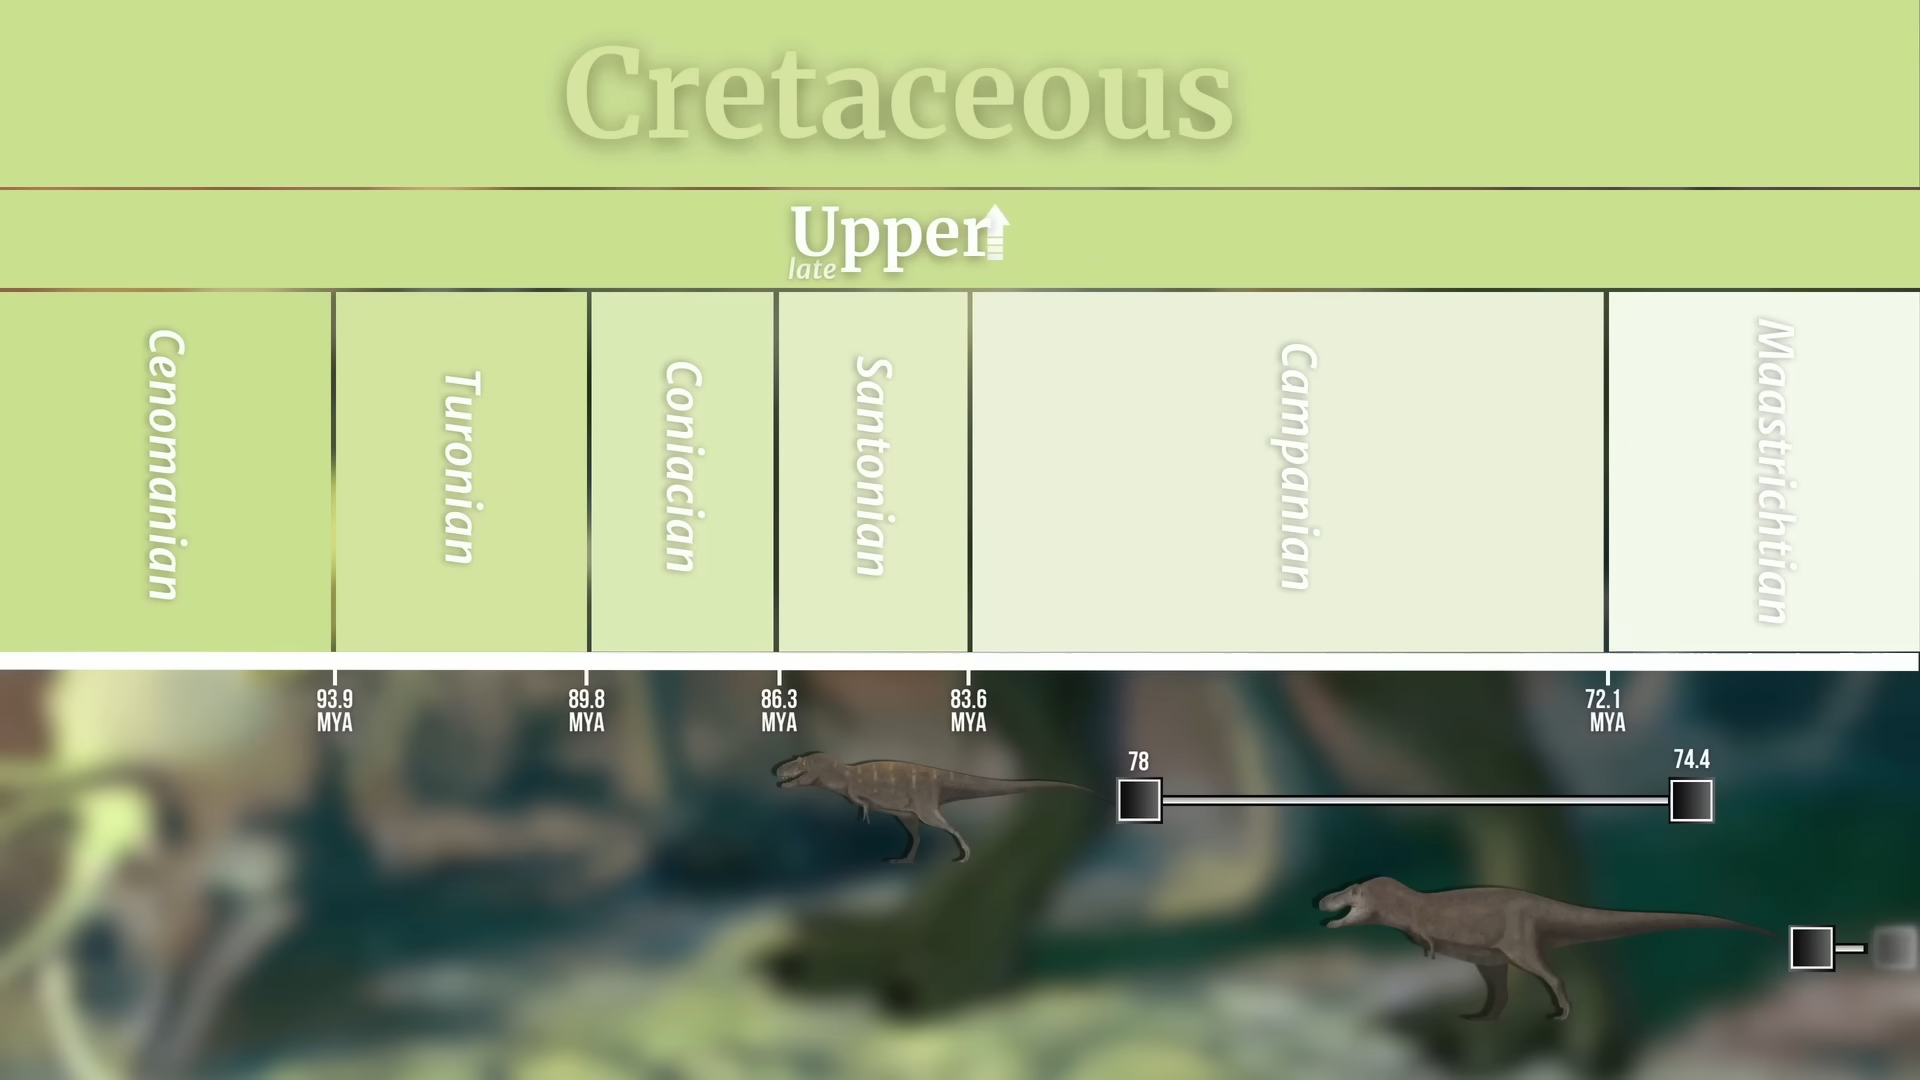 Cretaceous
Upper
late
Cenomanian
Turonian
Coniacian
Santonian
Campanian
Maastrichtian
93.9
MYA
89.8
MYA
86.3
MYA
83.6
MYA
72.1
MYA
78
74.4